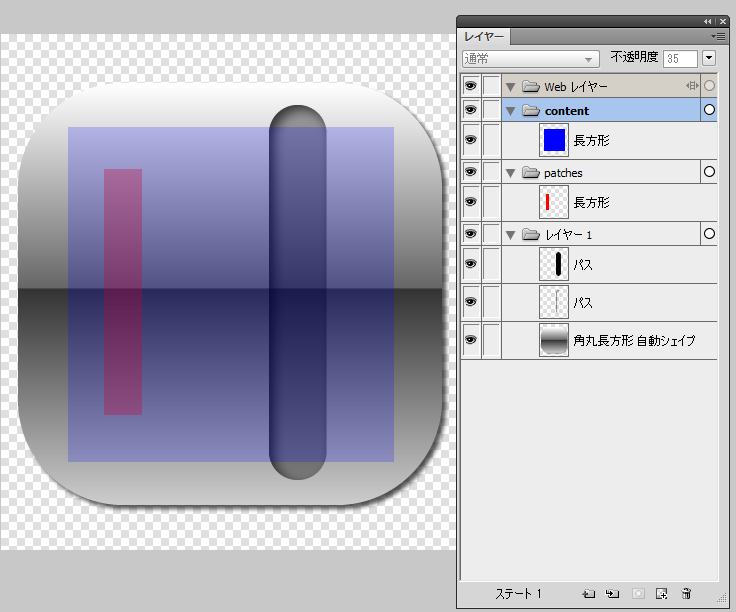 レイヤー
通常 不透明度 35
Web レイヤー
content
長方形
patches
長方形
レイヤー 1
パス
パス
角丸長方形 自動シェイプ
ステート 1